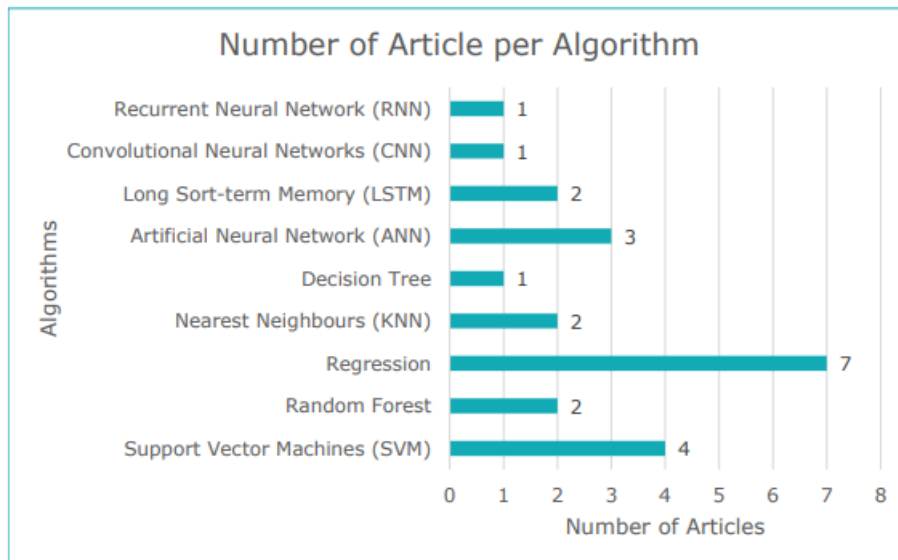 Number of Article per Algorithm
Algorithms
Recurrent Neural Network (RNN) 1
Convolutional Neural Networks (CNN) 1
Long Sort-term Memory (LSTM) 2
Artificial Neural Network (ANN) 3
Decision Tree 1
Nearest Neighbours (KNN) 2
Regression 7
Random Forest 2
Support Vector Machines (SVM) 4
0 1 2 3 4 5 6 7 8
Number of Articles